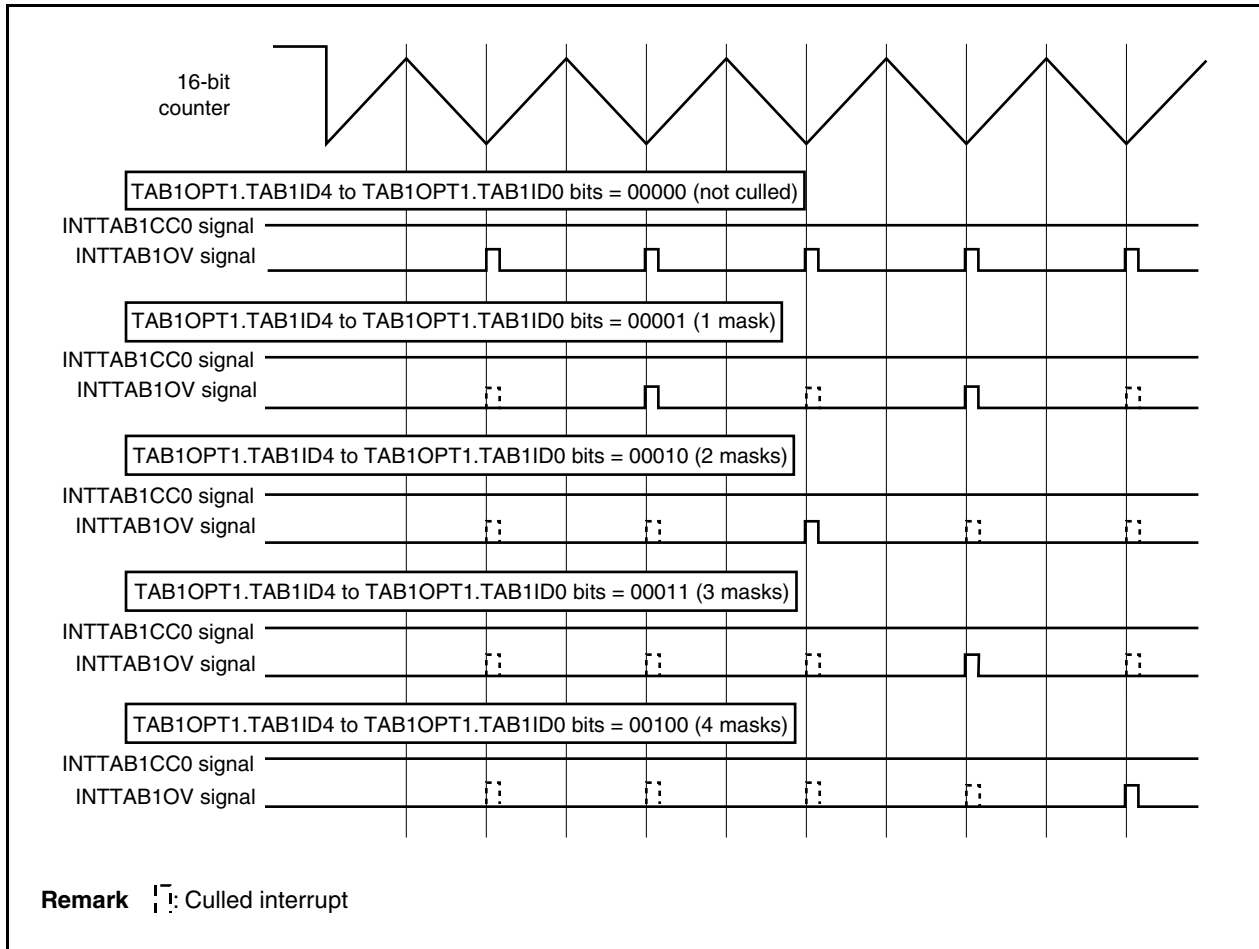 16-bit
counter
TAB1OPT1.TAB1ID4 to TAB1OPT1.TAB1ID0 bits = 00000 (not culled)
INTTAB1CC0 signal
INTTAB1OV signal
TAB1OPT1.TAB1ID4 to TAB1OPT1.TAB1ID0 bits = 00001 (1 mask)
INTTAB1CC0 signal
INTTAB1OV signal
TAB1OPT1.TAB1ID4 to TAB1OPT1.TAB1ID0 bits = 00010 (2 masks)
INTTAB1CC0 signal
INTTAB1OV signal
TAB1OPT1.TAB1ID4 to TAB1OPT1.TAB1ID0 bits = 00011 (3 masks)
INTTAB1CC0 signal
INTTAB1OV signal
TAB1OPT1.TAB1ID4 to TAB1OPT1.TAB1ID0 bits = 00100 (4 masks)
INTTAB1CC0 signal
INTTAB1OV signal
Remark : Culled interrupt